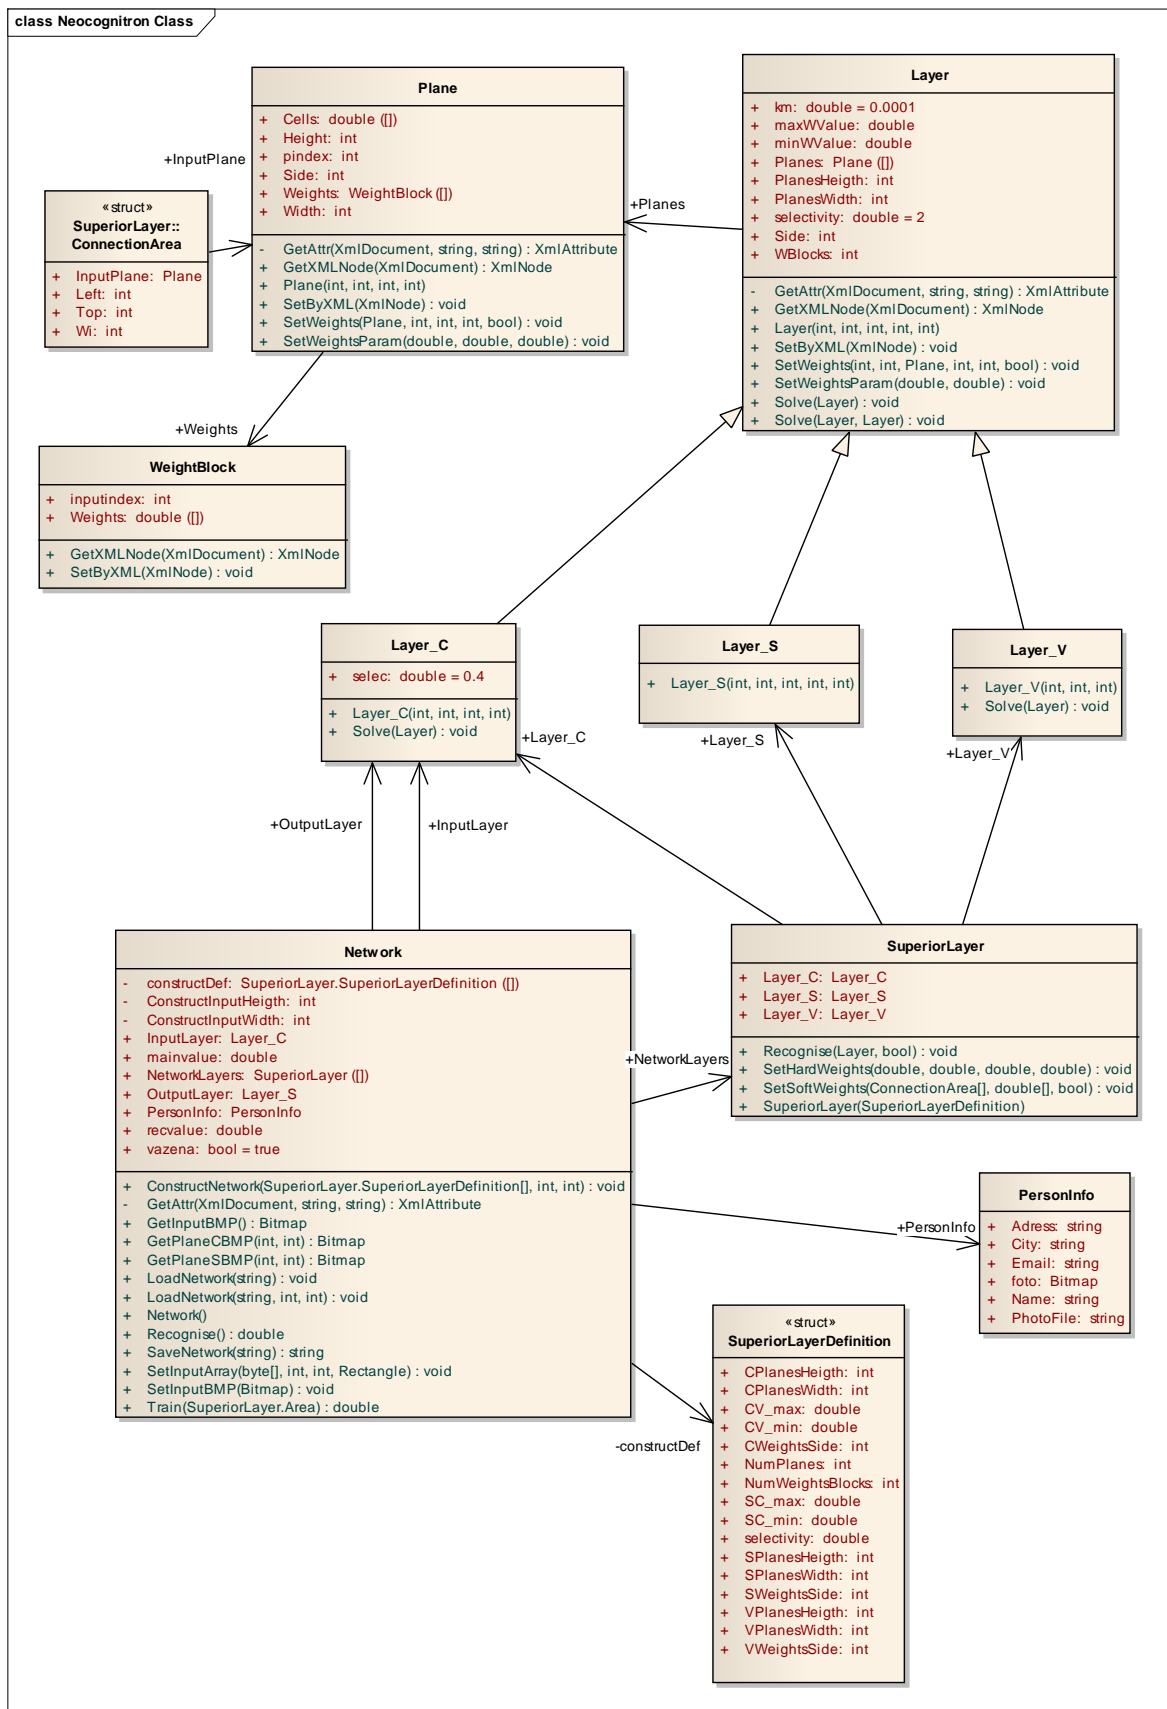 class Neocognitron Class
Plane
+ Cells: double ([])
+ Height: int
+ pindex: int
+ Side: int
+ Weights: WeightBlock ([])
+ Width: int
- GetAttr(XmlDocument, string, string) : XmlAttribute
+ GetXMLNode(XmlDocument) : XmlNode
+ Plane(int, int, int, int)
+ SetByXML(XmlNode) : void
+ SetWeights(Plane, int, int, int, bool) : void
+ SetWeightsParam(double, double, double) : void
Layer
+ km: double = 0.0001
+ maxWValue: double
+ minWValue: double
+ Planes: Plane ([])
+ PlanesHeigth: int
+ PlanesWidth: int
+ selectivity: double = 2
+ Side: int
+ WBlocks: int
- GetAttr(XmlDocument, string, string) : XmlAttribute
+ GetXMLNode(XmlDocument) : XmlNode
+ Layer(int, int, int, int, int)
+ SetByXML(XmlNode) : void
+ SetWeights(int, int, Plane, int, int, bool) : void
+ SetWeightsParam(double, double) : void
+ Solve(Layer) : void
+ Solve(Layer, Layer) : void
+InputPlane
+Planes
«struct»
SuperiorLayer::
ConnectionArea
+ InputPlane: Plane
+ Left: int
+ Top: int
+ Wi: int
+Weights
WeightBlock
+ inputindex: int
+ Weights: double ([])
+ GetXMLNode(XmlDocument) : XmlNode
+ SetByXML(XmlNode) : void
Layer_C
+ selec: double = 0.4
+ Layer_C(int, int, int, int)
+ Solve(Layer) : void
Layer_S
+ Layer_S(int, int, int, int, int)
Layer_V
+ Layer_V(int, int, int)
+ Solve(Layer) : void
+Layer_C
+Layer_S
+Layer_V
+OutputLayer
+InputLayer
Network
- constructDef: SuperiorLayer.SuperiorLayerDefinition ([])
- ConstructInputHeigth: int
- ConstructInputWidth: int
+ InputLayer: Layer_C
+ mainvalue: double
+ NetworkLayers: SuperiorLayer ([])
+ OutputLayer: Layer_S
+ PersonInfo: PersonInfo
+ recvalue: double
+ vazena: bool = true
+ ConstructNetwork(SuperiorLayer.SuperiorLayerDefinition[], int, int) : void
- GetAttr(XmlDocument, string, string) : XmlAttribute
+ GetInputBMP() : Bitmap
+ GetPlaneCBMP(int, int) : Bitmap
+ GetPlaneSBMP(int, int) : Bitmap
+ LoadNetwork(string) : void
+ LoadNetwork(string, int, int) : void
+ Network()
+ Recognise() : double
+ SaveNetwork(string) : string
+ SetInputArray(byte[], int, int, Rectangle) : void
+ SetInputBMP(Bitmap) : void
+ Train(SuperiorLayer.Area) : double
+NetworkLayers
SuperiorLayer
+ Layer_C: Layer_C
+ Layer_S: Layer_S
+ Layer_V: Layer_V
+ Recognise(Layer, bool) : void
+ SetHardWeights(double, double, double, double) : void
+ SetSoftWeights(ConnectionArea[], double[], bool) : void
+ SuperiorLayer(SuperiorLayerDefinition)
+PersonInfo
PersonInfo
+ Adress: string
+ City: string
+ Email: string
+ foto: Bitmap
+ Name: string
+ PhotoFile: string
-constructDef
«struct»
SuperiorLayerDefinition
+ CPlanesHeigth: int
+ CPlanesWidth: int
+ CV_max: double
+ CV_min: double
+ CWeightsSide: int
+ NumPlanes: int
+ NumWeightsBlocks: int
+ SC_max: double
+ SC_min: double
+ selectivity: double
+ SPlanesHeigth: int
+ SPlanesWidth: int
+ SWeightsSide: int
+ VPlanesHeigth: int
+ VPlanesWidth: int
+ VWeightsSide: int